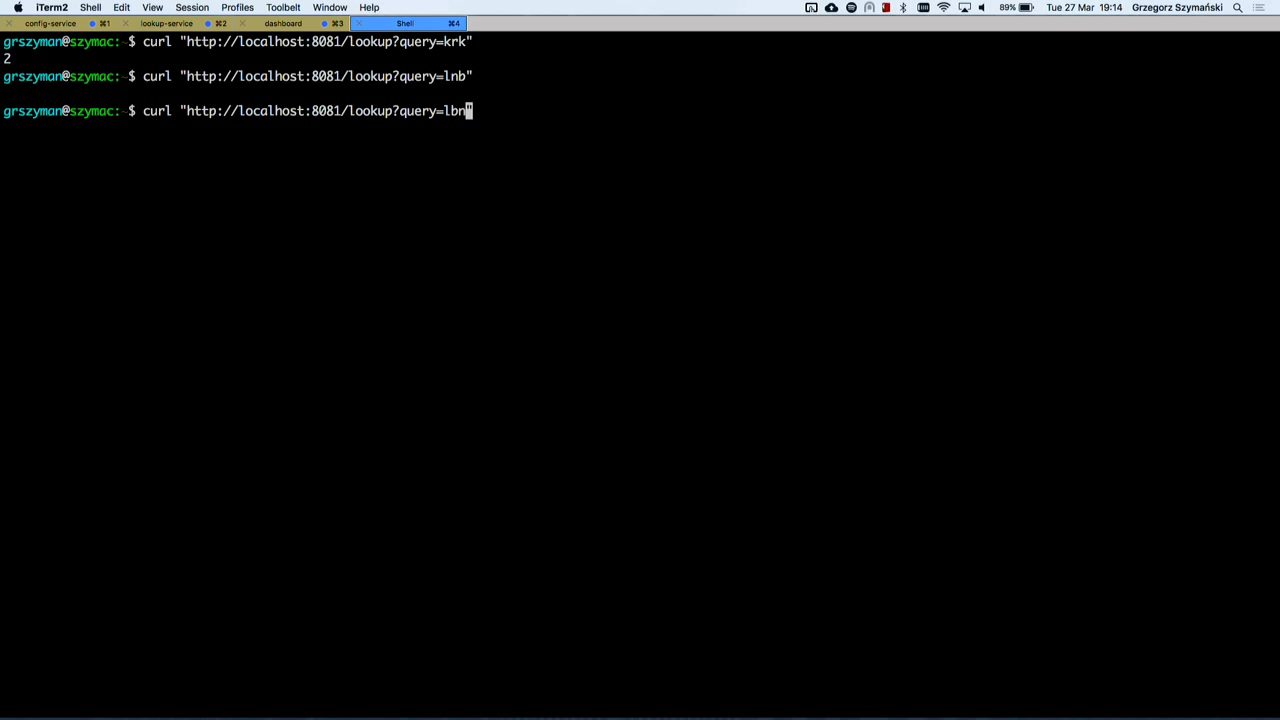 iTerm2 Shell Edit View Session Profiles Toolbelt Window Help 89% Tue 27 Mar 19:14 Grzegorz Szymański
config-service ⌘1 lookup-service ⌘2 dashboard ⌘3 Shell ⌘4
grszyman@szymac:~$ curl "http://localhost:8081/lookup?query=krk"
2
grszyman@szymac:~$ curl "http://localhost:8081/lookup?query=lnb"
grszyman@szymac:~$ curl "http://localhost:8081/lookup?query=lbn"